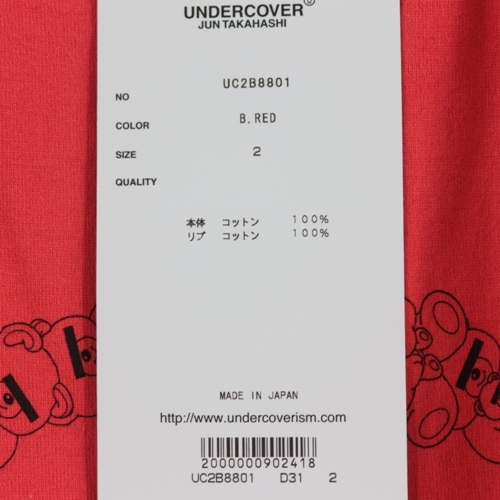 UNDERCOVER®
JUN TAKAHASHI
NO UC2B8801
COLOR B.RED
SIZE 2
QUALITY
本体 コットン 100%
リブ コットン 100%
MADE IN JAPAN
http://www.undercoverism.com
2000000902418
UC2B8801 D31 2